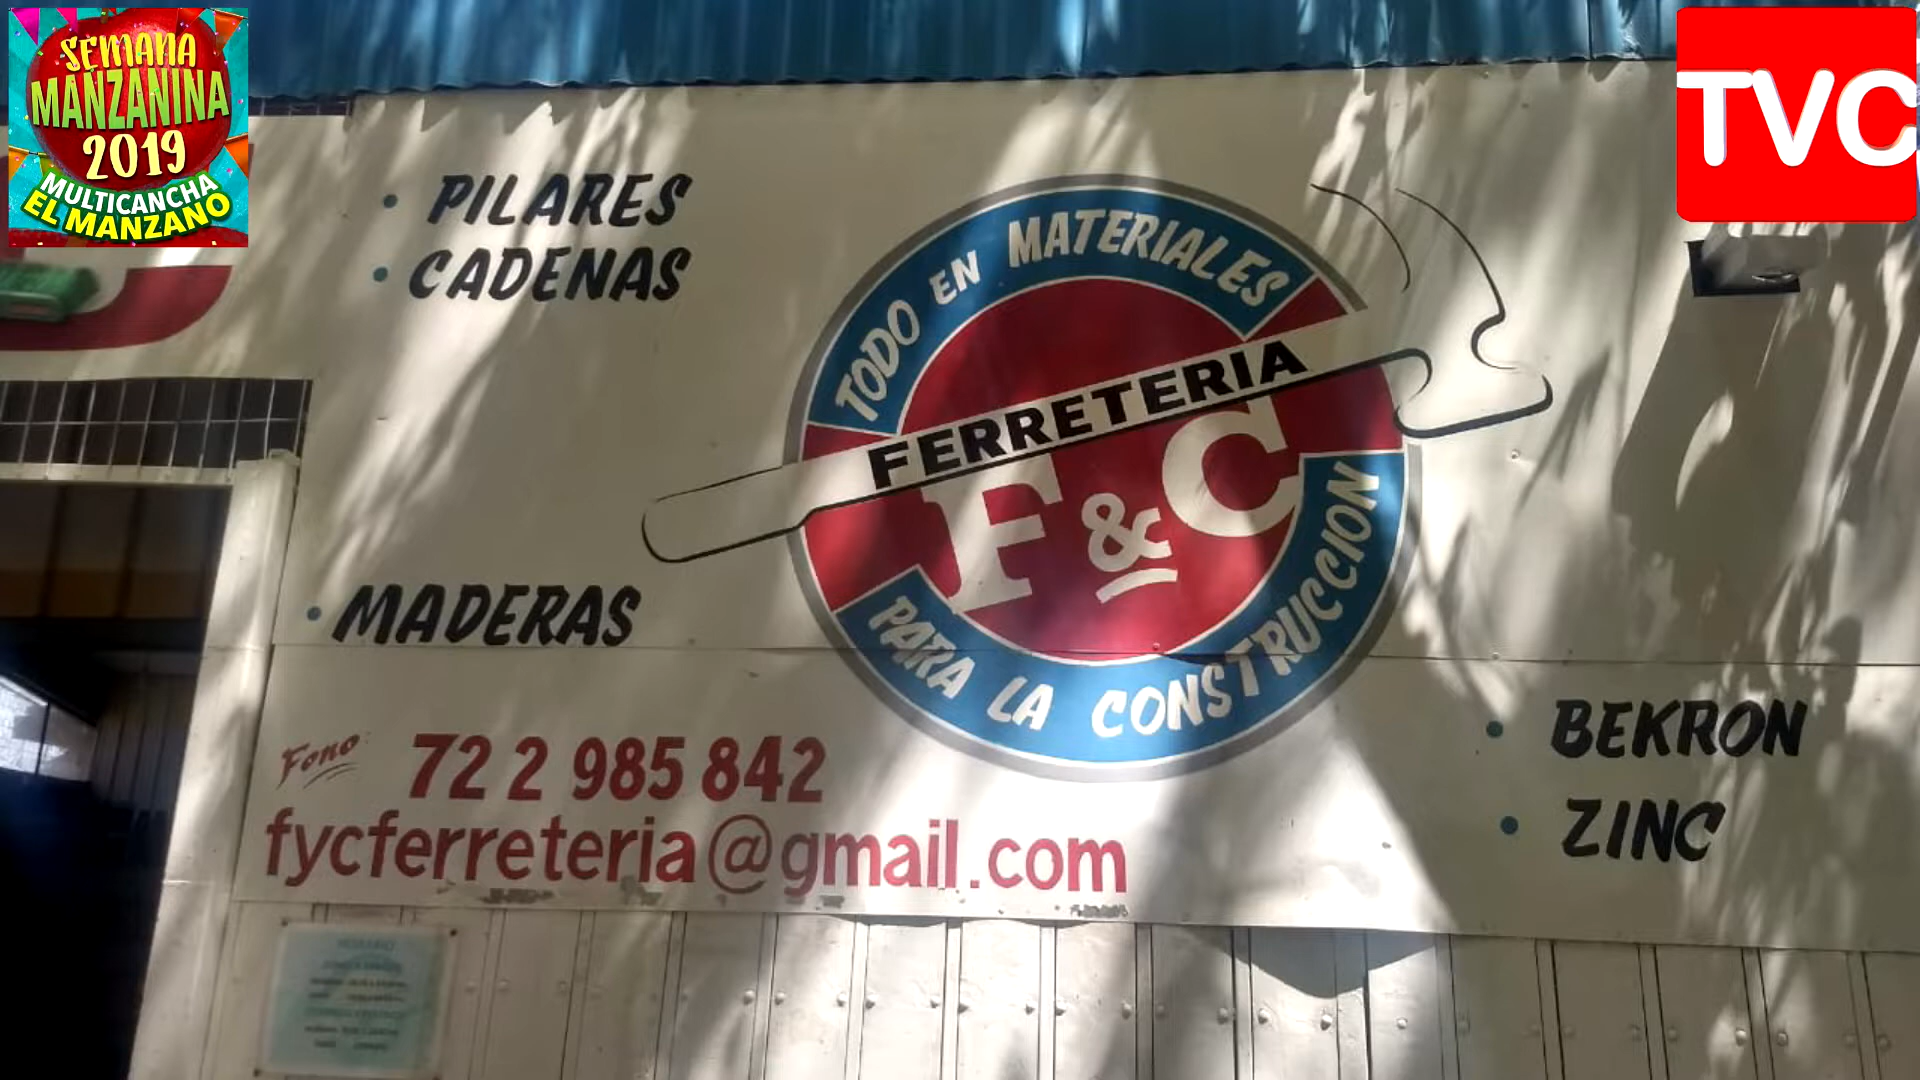 SEMANA
MANZANINA
2019
MULTICANCHA
EL MANZANO
TVC
• PILARES
• CADENAS
TODO EN MATERIALES
FERRETERIA
F & C
PARA LA CONSTRUCCION
• MADERAS
Fono: 72 2 985 842
fycferreteria@gmail.com
• BEKRON
• ZINC
HORARIO